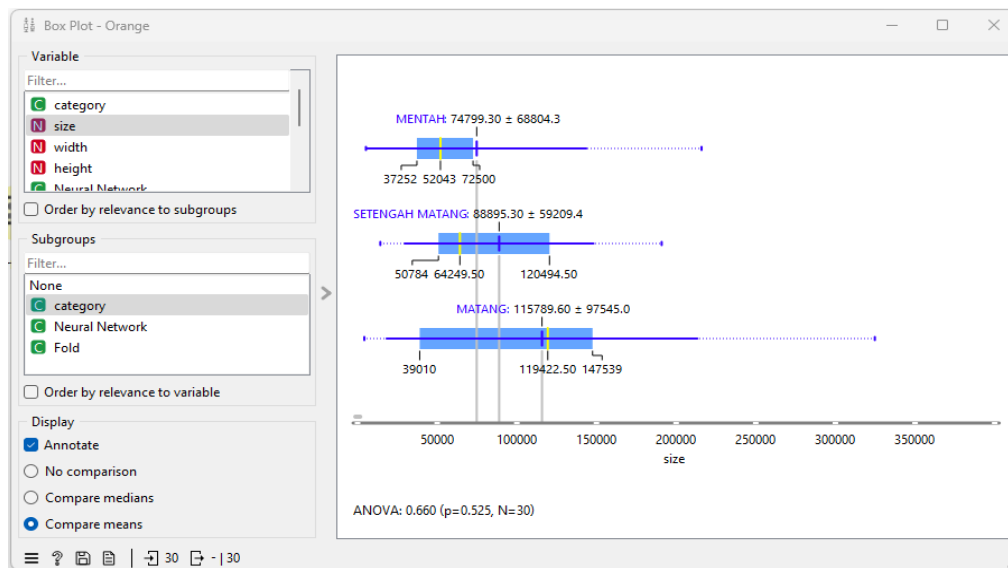 Box Plot - Orange
Variable
Filter...
C category
N size
N width
N height
C Neural Network
Order by relevance to subgroups
Subgroups
Filter...
None
C category
C Neural Network
C Fold
Order by relevance to variable
Display
Annotate
No comparison
Compare medians
Compare means
? 30 - | 30
MENTAH: 74799.30 ± 68804.3
37252 52043 72500
SETENGAH MATANG: 88895.30 ± 59209.4
50784 64249.50 120494.50
MATANG: 115789.60 ± 97545.0
39010 119422.50 147539
50000 100000 150000 200000 250000 300000 350000
size
ANOVA: 0.660 (p=0.525, N=30)